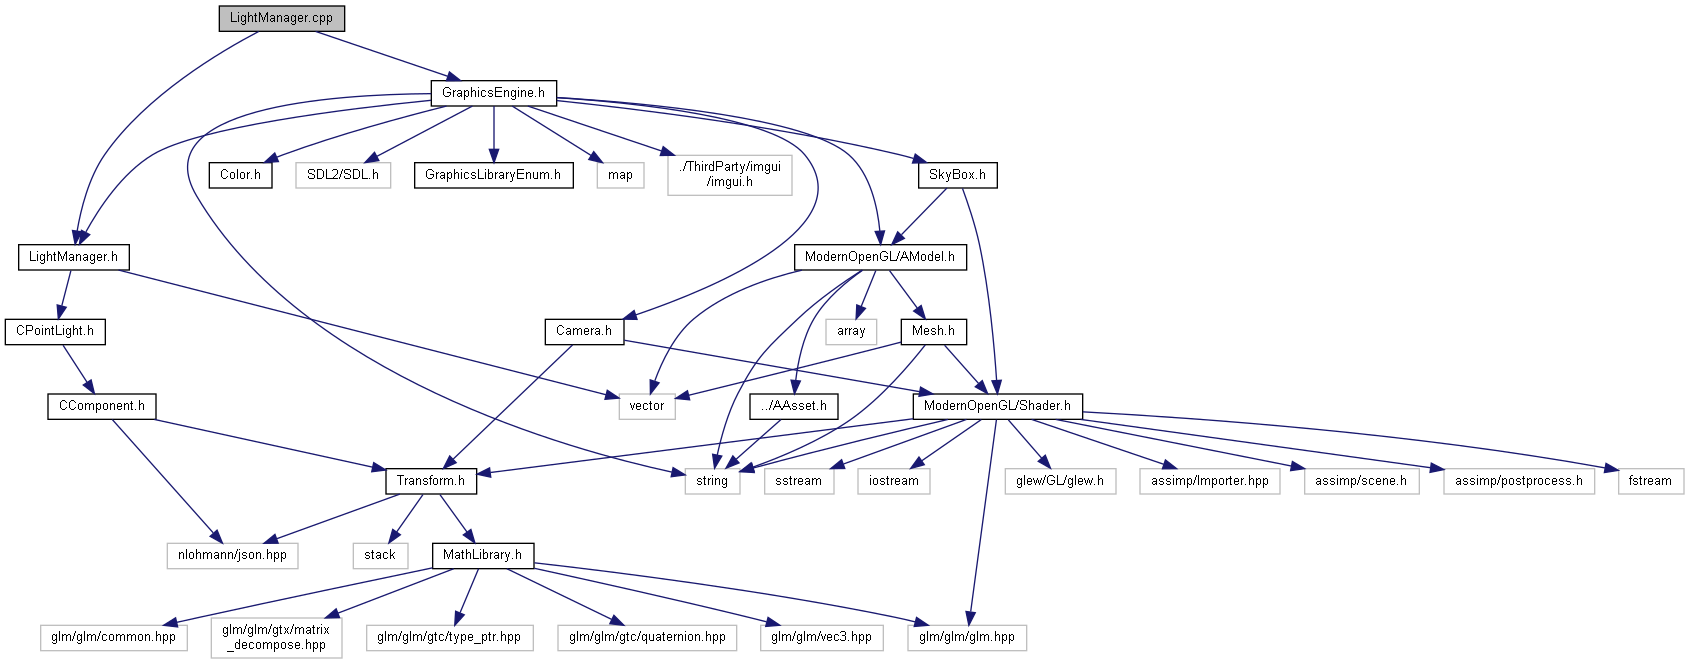 LightManager.cpp
GraphicsEngine.h
Color.h
SDL2/SDL.h
GraphicsLibraryEnum.h
map
./ThirdParty/imgui
/imgui.h
SkyBox.h
LightManager.h
ModernOpenGL/AModel.h
CPointLight.h
Camera.h
array
Mesh.h
CComponent.h
vector
../AAsset.h
ModernOpenGL/Shader.h
Transform.h
string
sstream
iostream
glew/GL/glew.h
assimp/Importer.hpp
assimp/scene.h
assimp/postprocess.h
fstream
nlohmann/json.hpp
stack
MathLibrary.h
glm/glm/common.hpp
glm/glm/gtx/matrix
_decompose.hpp
glm/glm/gtc/type_ptr.hpp
glm/glm/gtc/quaternion.hpp
glm/glm/vec3.hpp
glm/glm/glm.hpp